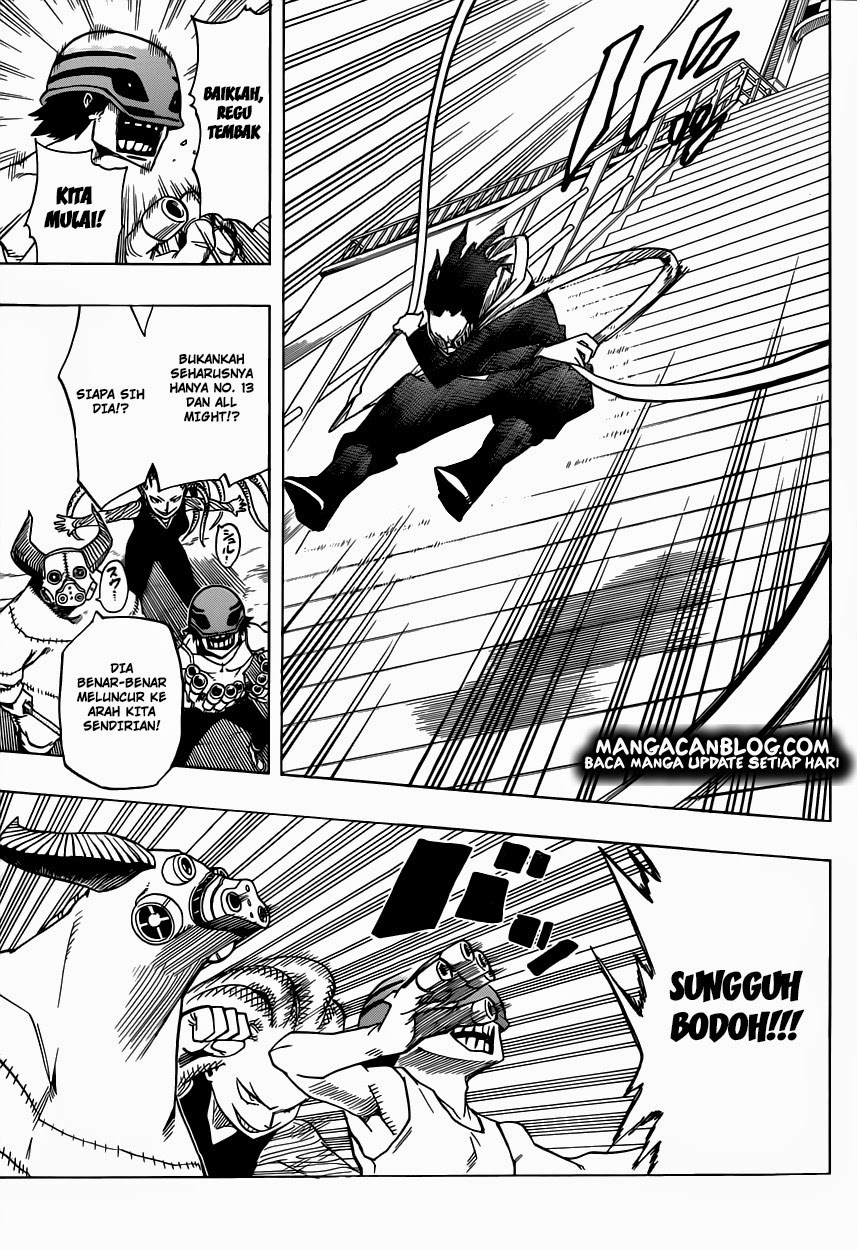 BAIKLAH,
REGU
TEMBAK
KITA
MULAI!
BUKANKAH
SEHARUSNYA
HANYA NO. 13
DAN ALL
MIGHT!?
SIAPA SIH
DIA!?
DIA
BENAR-BENAR
MELUNCUR KE
ARAH KITA
SENDIRIAN!
MANGACANBLOG.COM
BACA MANGA UPDATE SETIAP HARI
SUNGGUH
BODOH!!!